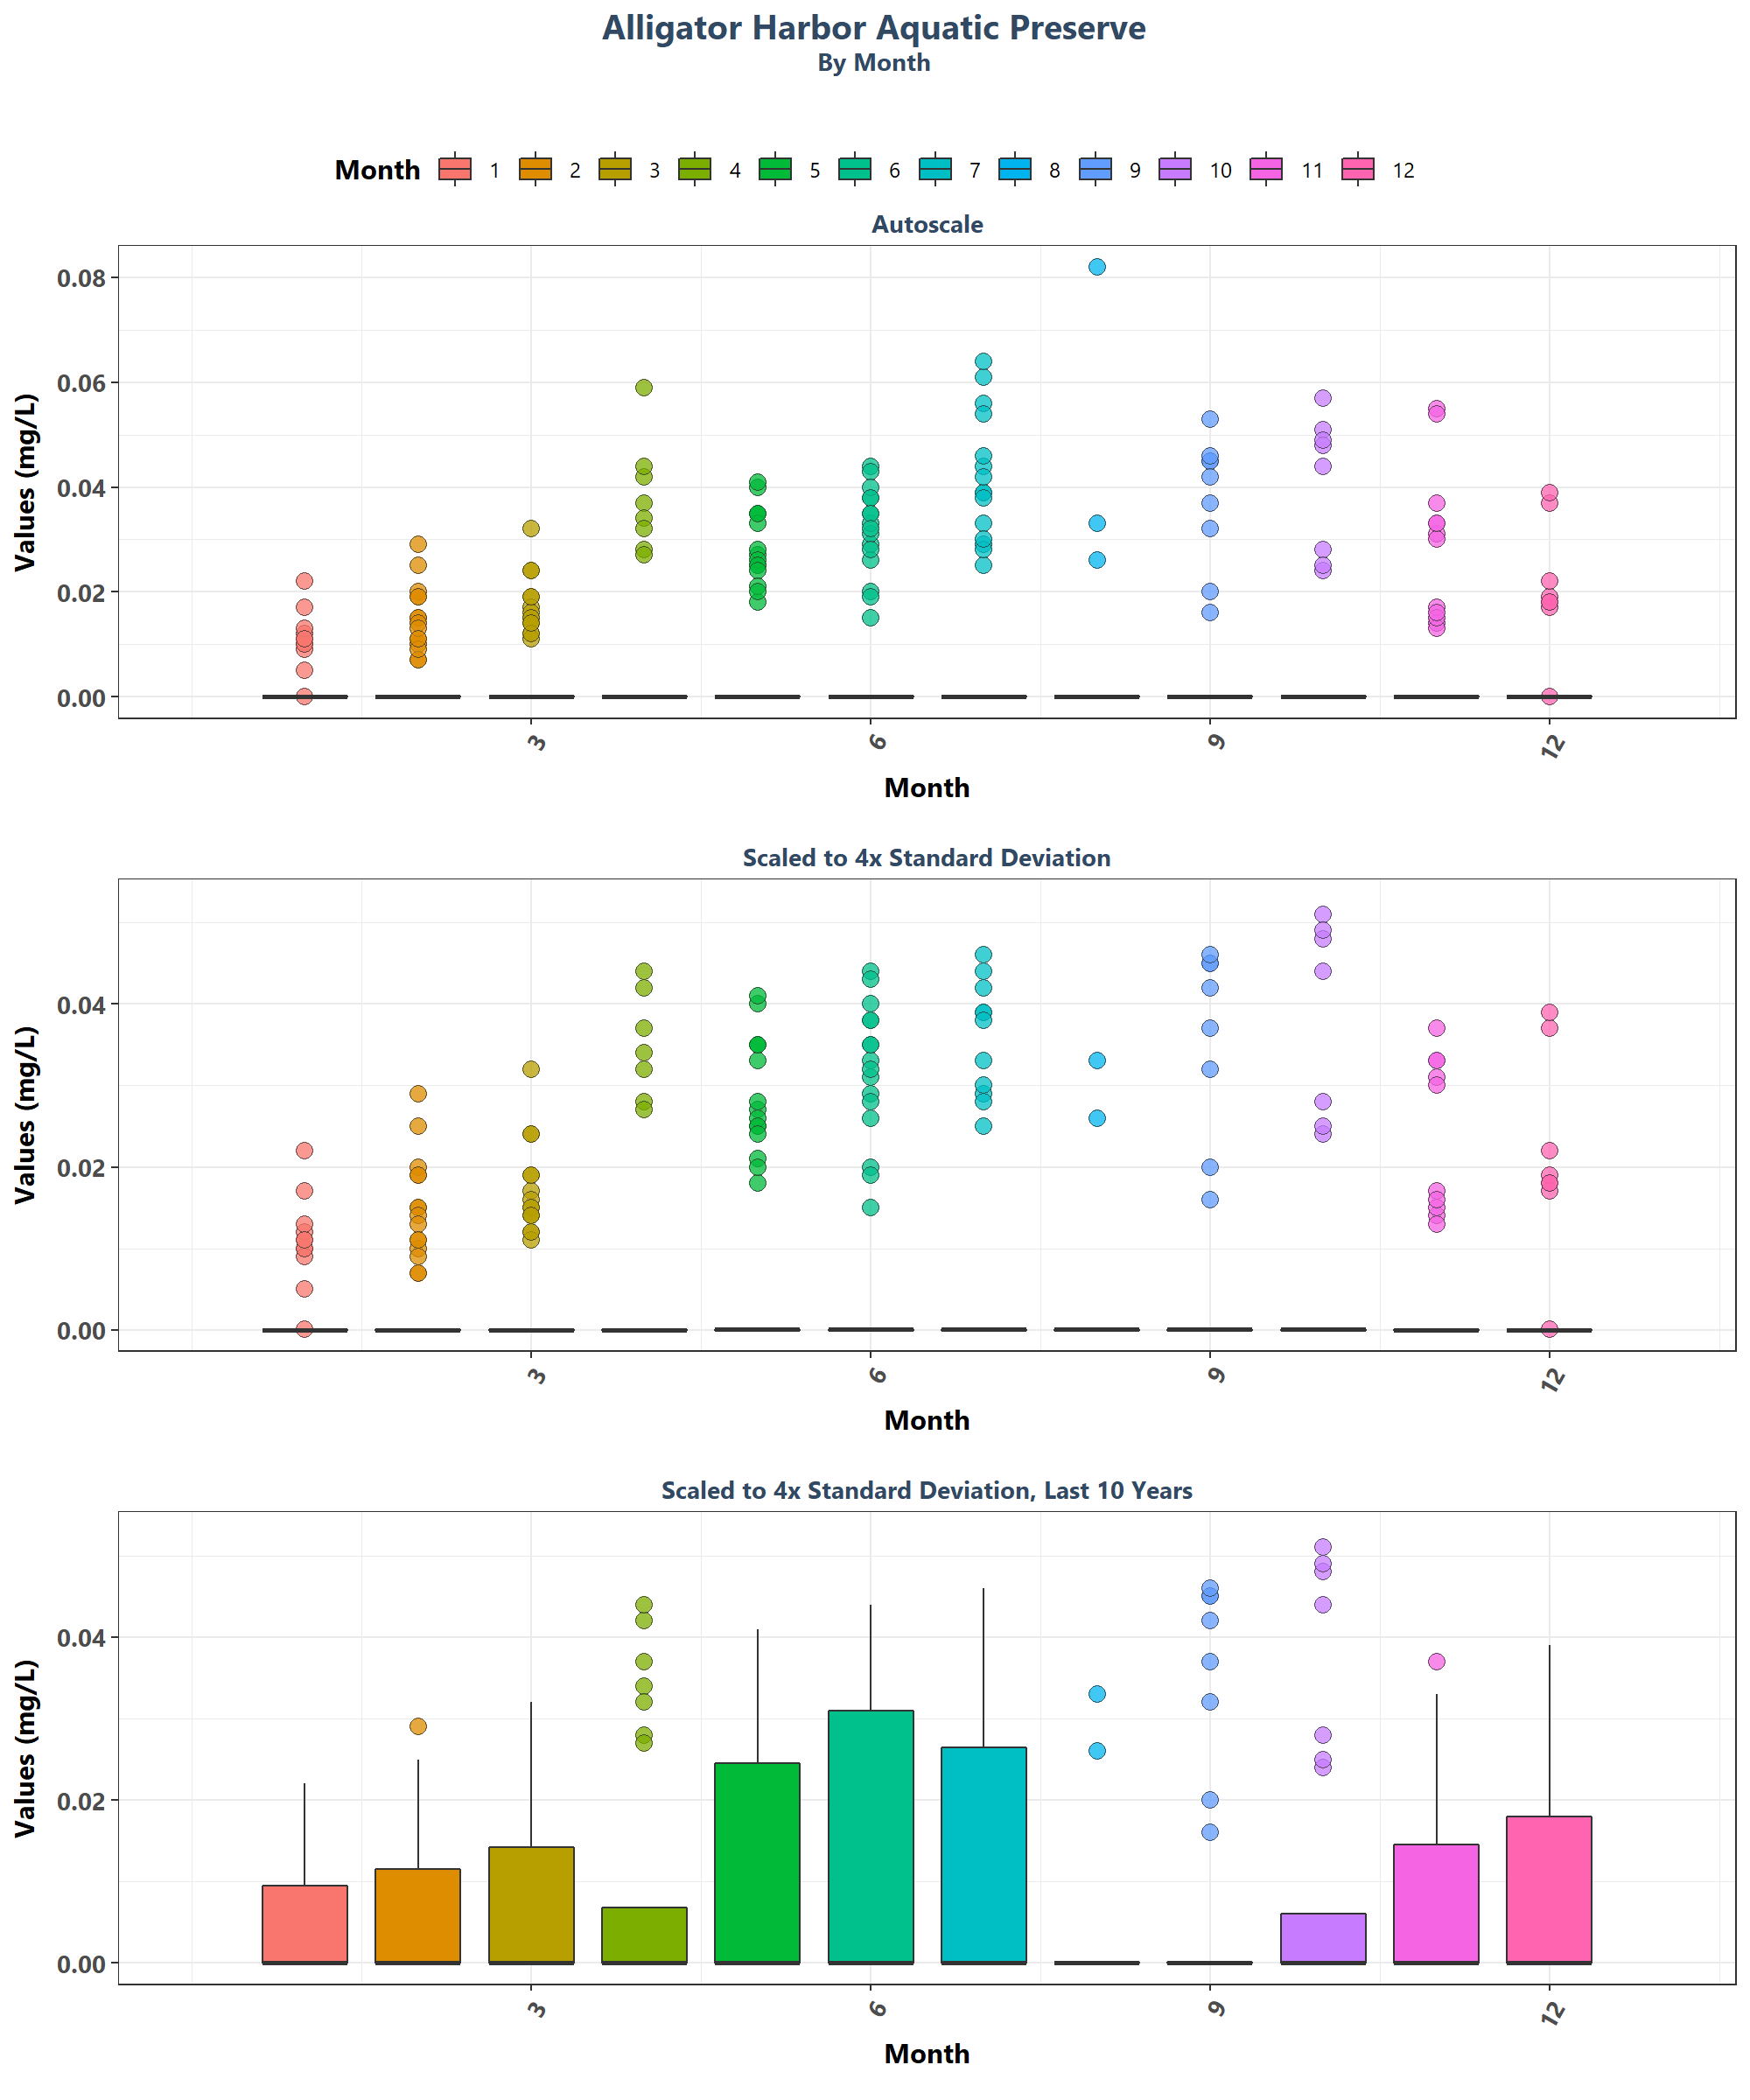 Alligator Harbor Aquatic Preserve
By Month
Month 1 2 3 4 5 6 7 8 9 10 11 12
Autoscale
Values (mg/L)
0.08
0.06
0.04
0.02
0.00
3 6 9 12
Month
Scaled to 4x Standard Deviation
Values (mg/L)
0.04
0.02
0.00
3 6 9 12
Month
Scaled to 4x Standard Deviation, Last 10 Years
Values (mg/L)
0.04
0.02
0.00
3 6 9 12
Month